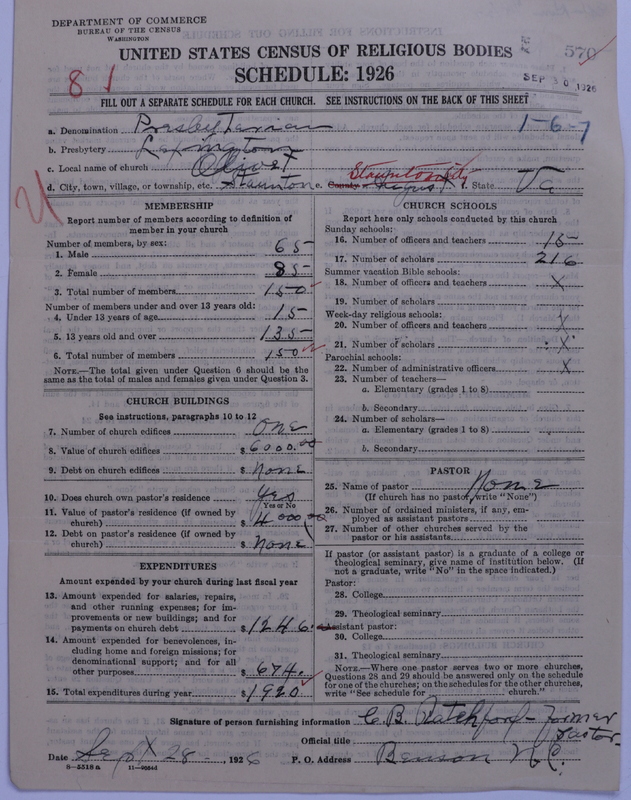 DEPARTMENT OF COMMERCE
BUREAU OF THE CENSUS
WASHINGTON
UNITED STATES CENSUS OF RELIGIOUS BODIES
SCHEDULE: 1926
570
SEP 30 1926
8 1
FILL OUT A SEPARATE SCHEDULE FOR EACH CHURCH. SEE INSTRUCTIONS ON THE BACK OF THIS SHEET
a. Denomination Presbyterian 1-6-7
b. Presbytery Lexington
c. Local name of church Olivet
d. City, town, village, or township, etc. Staunton e. County Augusta Staunton city f. State Va
MEMBERSHIP
Report number of members according to definition of
member in your church
Number of members, by sex:
1. Male 65
2. Female 85
3. Total number of members 150
Number of members under and over 13 years old:
4. Under 13 years of age 15
5. 13 years old and over 135
6. Total number of members 150
NOTE.—The total given under Question 6 should be
same as the total of males and females given under Question 3.
CHURCH BUILDINGS
See instructions, paragraphs 10 to 12
7. Number of church edifices One
8. Value of church edifices $6000.00
9. Debt on church edifices $ None
10. Does church own pastor's residence Yes
Yes or No
11. Value of pastor's residence (if owned by
church) $4000.00
12. Debt on pastor's residence (if owned by
church) $ None
EXPENDITURES
Amount expended by your church during last fiscal year
13. Amount expended for salaries, repairs,
and other running expenses; for im-
provements or new buildings; and for
payments on church debt $1246.
14. Amount expended for benevolences, in-
cluding home and foreign missions; for
denominational support; and for all
other purposes $674.
15. Total expenditures during year $1920
CHURCH SCHOOLS
Report here only schools conducted by this church
Sunday schools:
16. Number of officers and teachers 15
17. Number of scholars 216
Summer vacation Bible schools:
18. Number of officers and teachers X
19. Number of scholars
Week-day religious schools:
20. Number of officers and teachers X
21. Number of scholars X
Parochial schools:
22. Number of administrative officers X
23. Number of teachers—
a. Elementary (grades 1 to 8)
b. Secondary
24. Number of scholars—
a. Elementary (grades 1 to 8)
b. Secondary
PASTOR
25. Name of pastor None
(If church has no pastor, write "None")
26. Number of ordained ministers, if any, em-
ployed as assistant pastors
27. Number of other churches served by the
pastor or his assistants
If pastor (or assistant pastor) is a graduate of a college or
theological seminary, give name of institution below. (If
not a graduate, write "No" in the space indicated.)
Pastor:
28. College
29. Theological seminary
Assistant pastor:
30. College
31. Theological seminary
NOTE.—Where one pastor serves two or more churches,
Questions 28 and 29 should be answered only on the schedule
for one of the churches; on the schedules for the other churches,
write "See schedule for church."
Signature of person furnishing information C. B. Ratchford - former
Official title Pastor
Date Sept 28 1926 P. O. Address Benson N.C.
8—5518 a 11—9664d